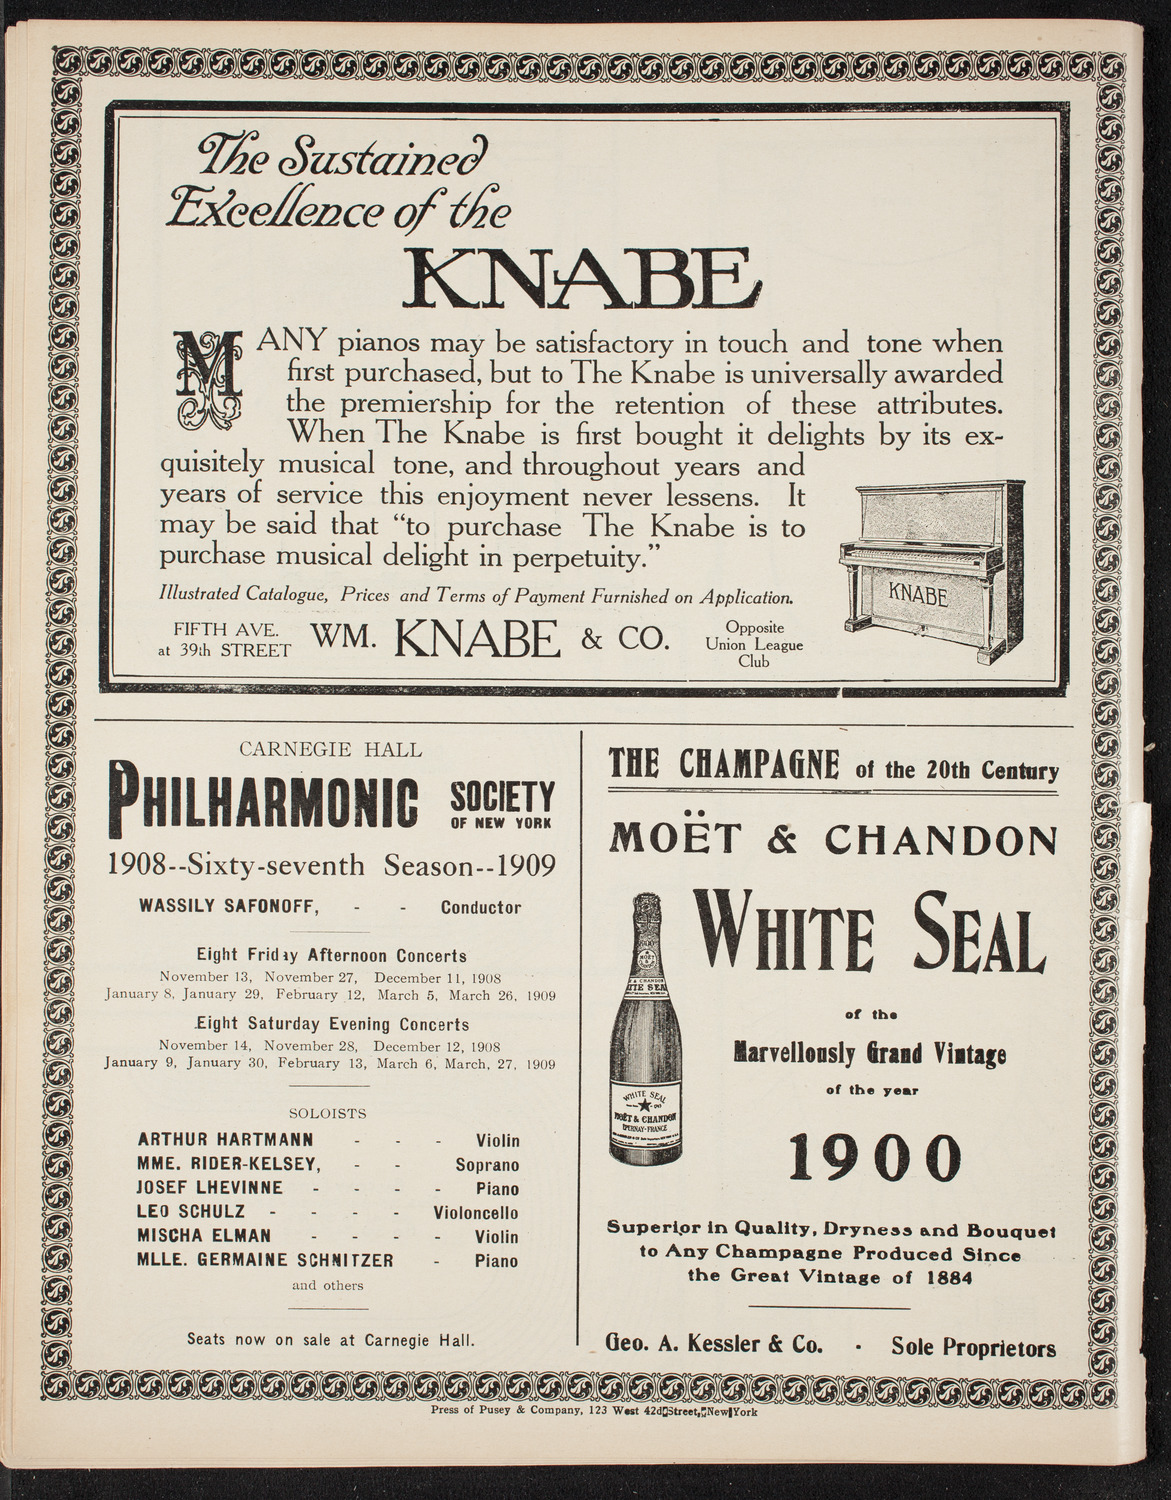 The Sustained
Excellence of the
KNABE
MANY pianos may be satisfactory in touch and tone when
first purchased, but to The Knabe is universally awarded
the premiership for the retention of these attributes.
When The Knabe is first bought it delights by its ex-
quisitely musical tone, and throughout years and
years of service this enjoyment never lessens. It
may be said that “to purchase The Knabe is to
purchase musical delight in perpetuity.”
KNABE
Illustrated Catalogue, Prices and Terms of Payment Furnished on Application.
FIFTH AVE.
at 39th STREET
WM. KNABE & CO.
Opposite
Union League
Club
CARNEGIE HALL
PHILHARMONIC SOCIETY
OF NEW YORK
1908--Sixty-seventh Season--1909
WASSILY SAFONOFF, - - Conductor
Eight Friday Afternoon Concerts
November 13, November 27, December 11, 1908
January 8, January 29, February 12, March 5, March 26, 1909
Eight Saturday Evening Concerts
November 14, November 28, December 12, 1908
January 9, January 30, February 13, March 6, March, 27, 1909
SOLOISTS
ARTHUR HARTMANN - - - Violin
MME. RIDER-KELSEY, - - Soprano
JOSEF LHEVINNE - - - - Piano
LEO SCHULZ - - - - Violoncello
MISCHA ELMAN - - - - Violin
MLLE. GERMAINE SCHNITZER - Piano
and others
Seats now on sale at Carnegie Hall.
THE CHAMPAGNE of the 20th Century
MOËT & CHANDON
WHITE SEAL
of the
Marvellously Grand Vintage
of the year
1900
WHITE SEAL
MOËT & CHANDON
EPERNAY-FRANCE
Superior in Quality, Dryness and Bouquet
to Any Champagne Produced Since
the Great Vintage of 1884
Geo. A. Kessler & Co. - Sole Proprietors
Press of Pusey & Company, 123 West 42d Street, New York